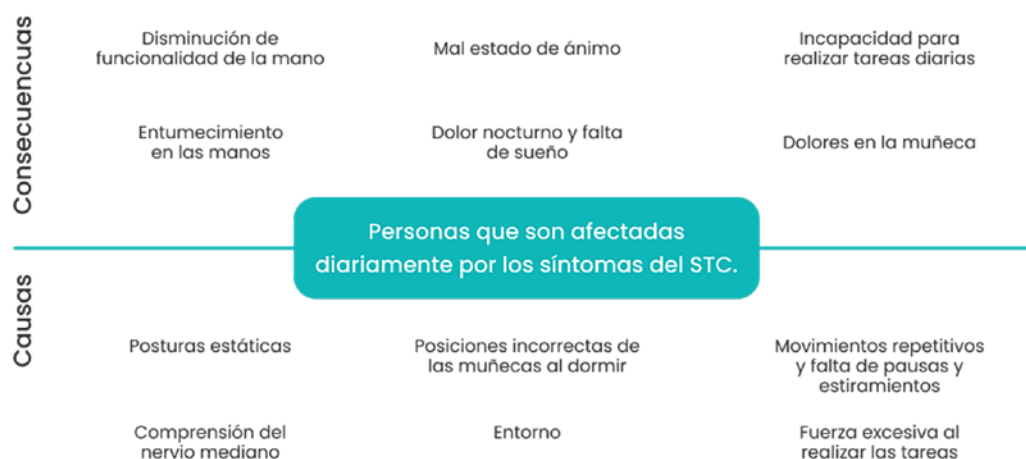 Consecuencuas
Disminución de
funcionalidad de la mano
Mal estado de ánimo
Incapacidad para
realizar tareas diarias
Entumecimiento
en las manos
Dolor nocturno y falta
de sueño
Dolores en la muñeca
Personas que son afectadas
diariamente por los síntomas del STC.
Causas
Posturas estáticas
Posiciones incorrectas de
las muñecas al dormir
Movimientos repetitivos
y falta de pausas y
estiramientos
Comprensión del
nervio mediano
Entorno
Fuerza excesiva al
realizar las tareas